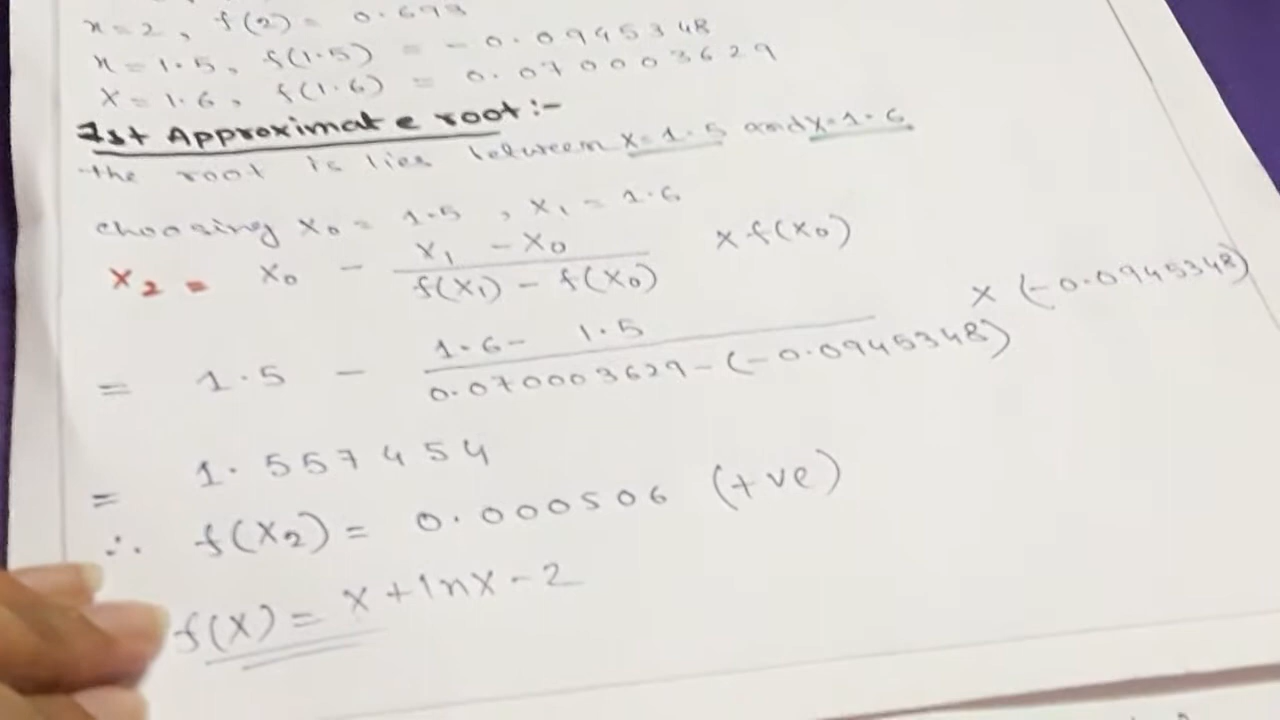 x=2, f(2) = 0.693
x=1.5, f(1.5) = -0.0945348
x=1.6, f(1.6) = 0.070003629
1st Approximate root:-
the root is lies between x=1.5 and x=1.6
choosing x₀ = 1.5, x₁ = 1.6
x₂ = x₀ - (x₁ - x₀) / (f(x₁) - f(x₀)) × f(x₀)
= 1.5 - (1.6 - 1.5) / (0.070003629 - (-0.0945348)) × (-0.0945348)
= 1.557454
∴ f(x₂) = 0.000506 (+ve)
f(x) = x + lnx - 2